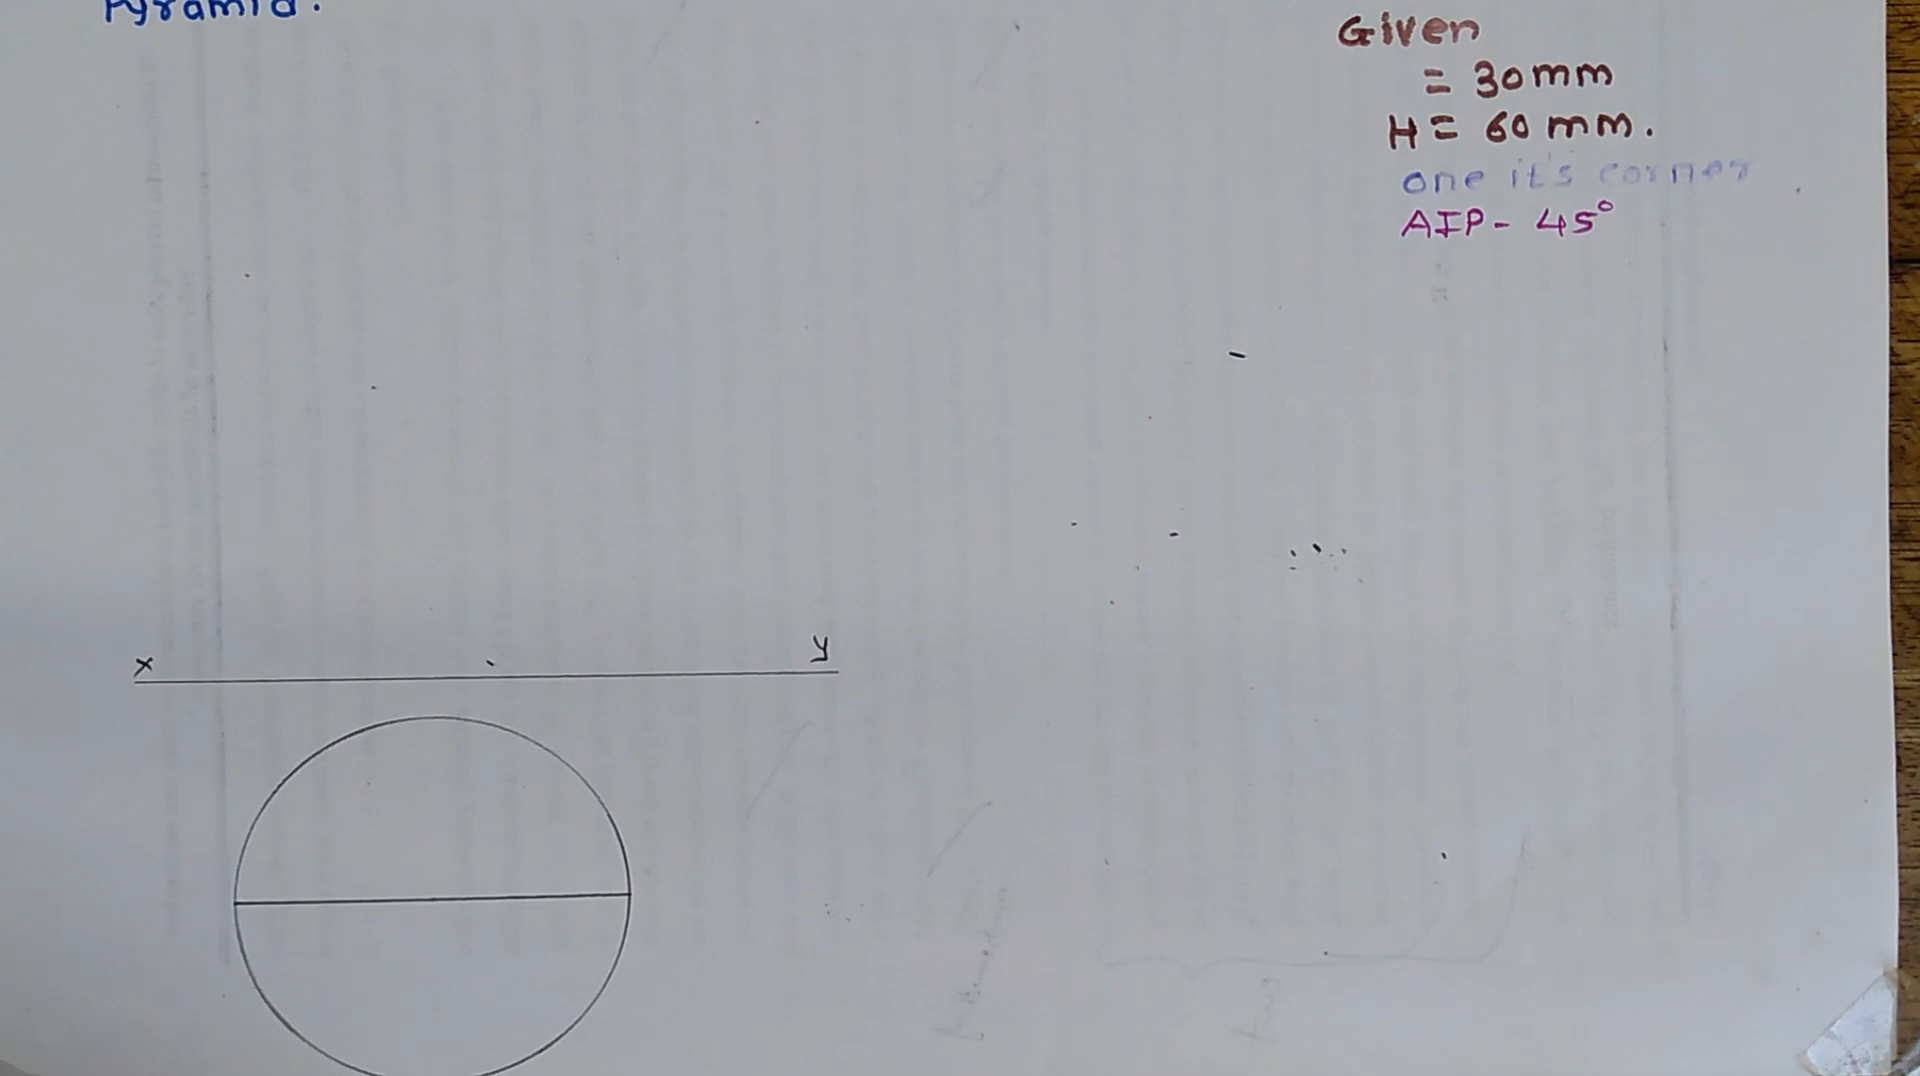 Pyramid.
Given
= 30mm
H = 60 mm.
one it's corner
AIP - 45°
x y